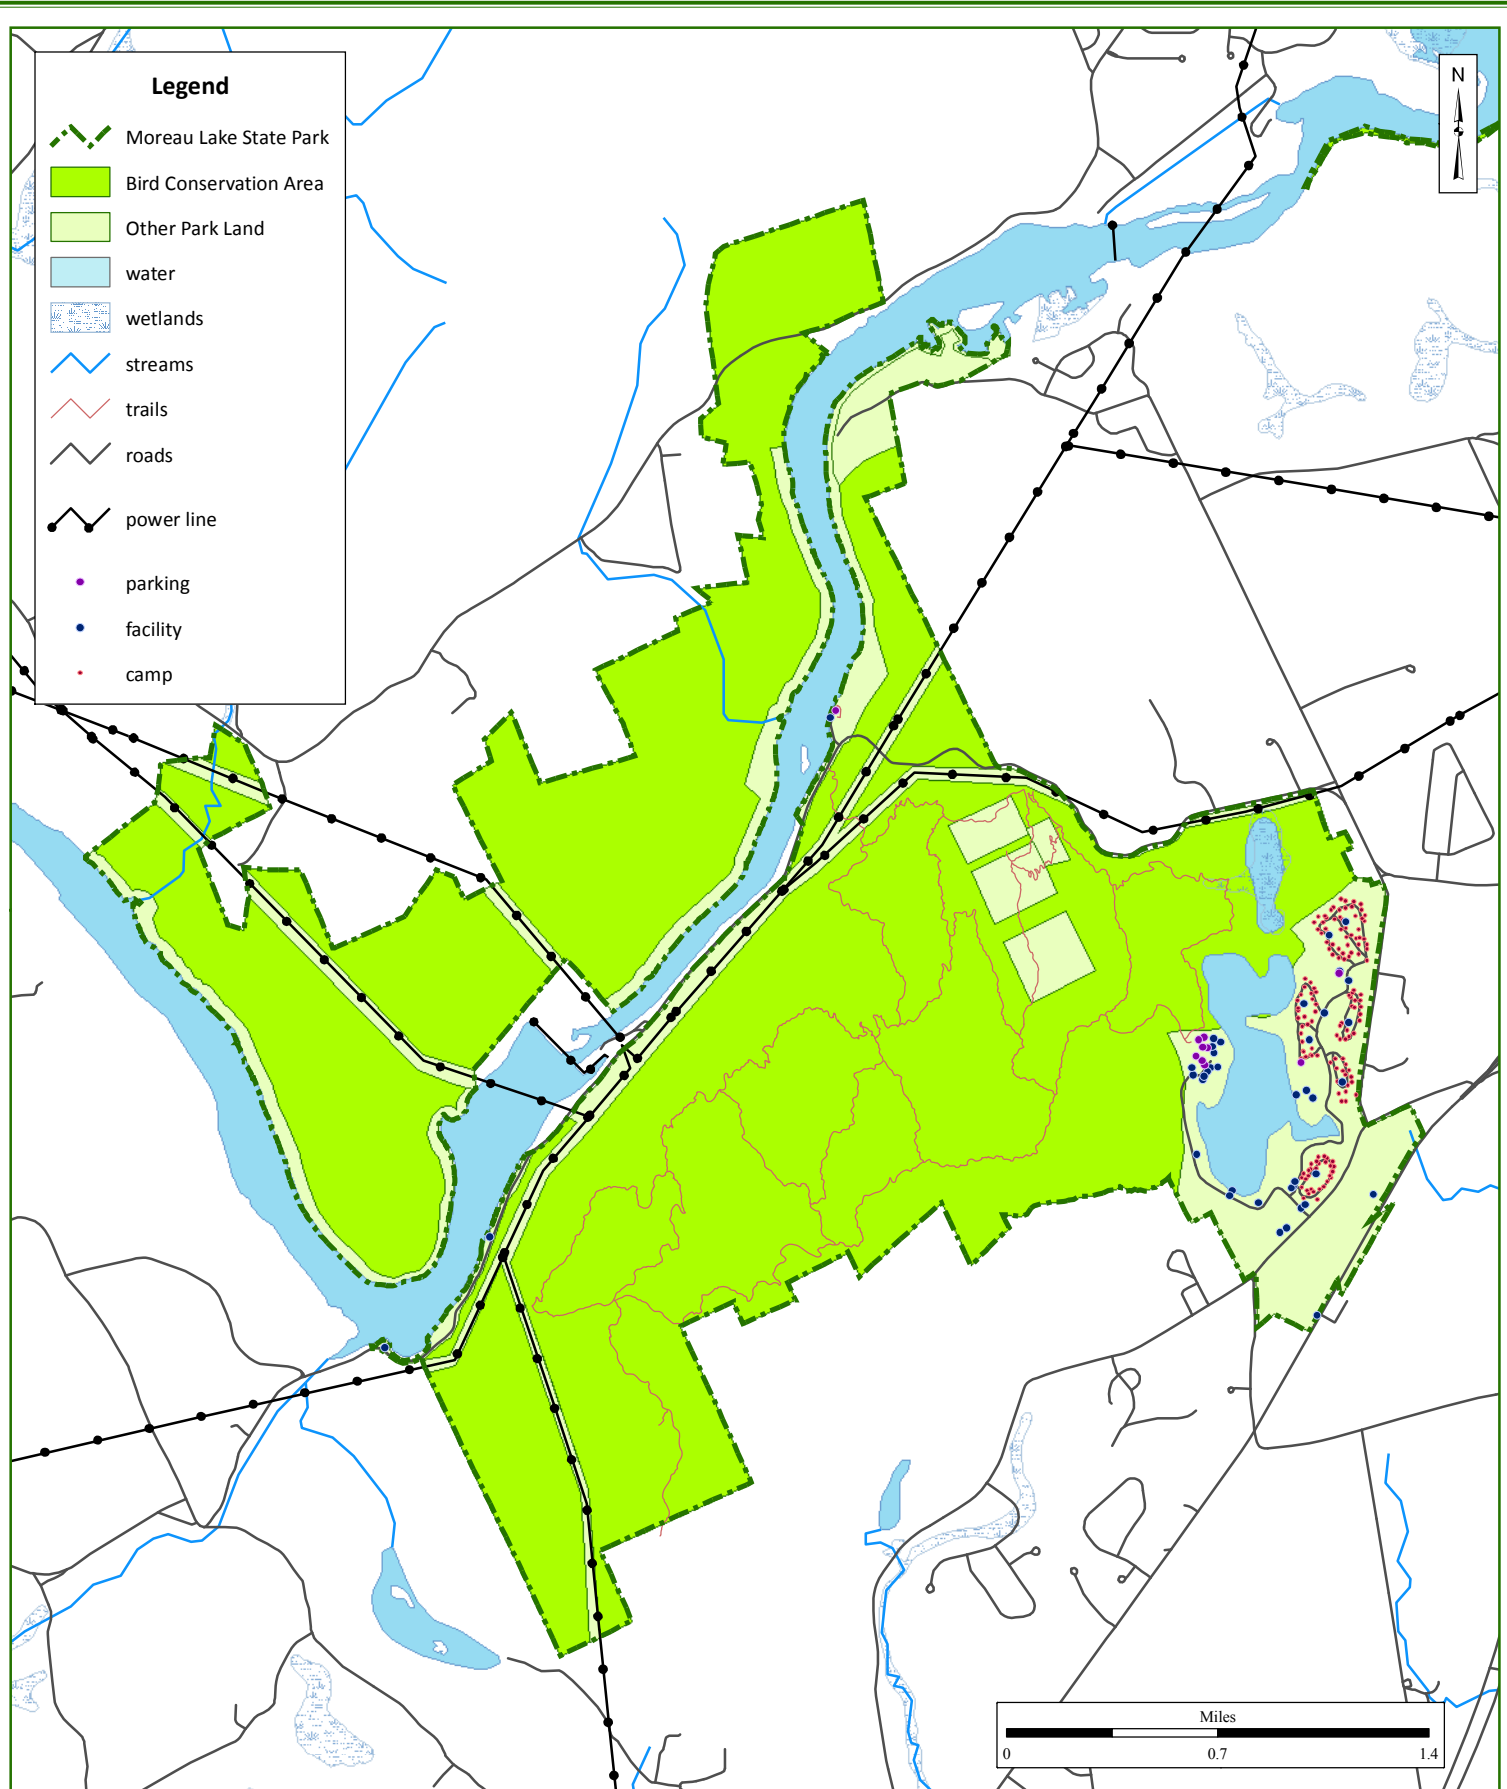 Legend
Moreau Lake State Park
Bird Conservation Area
Other Park Land
water
wetlands
streams
trails
roads
power line
parking
facility
camp
N
Miles
0 0.7 1.4